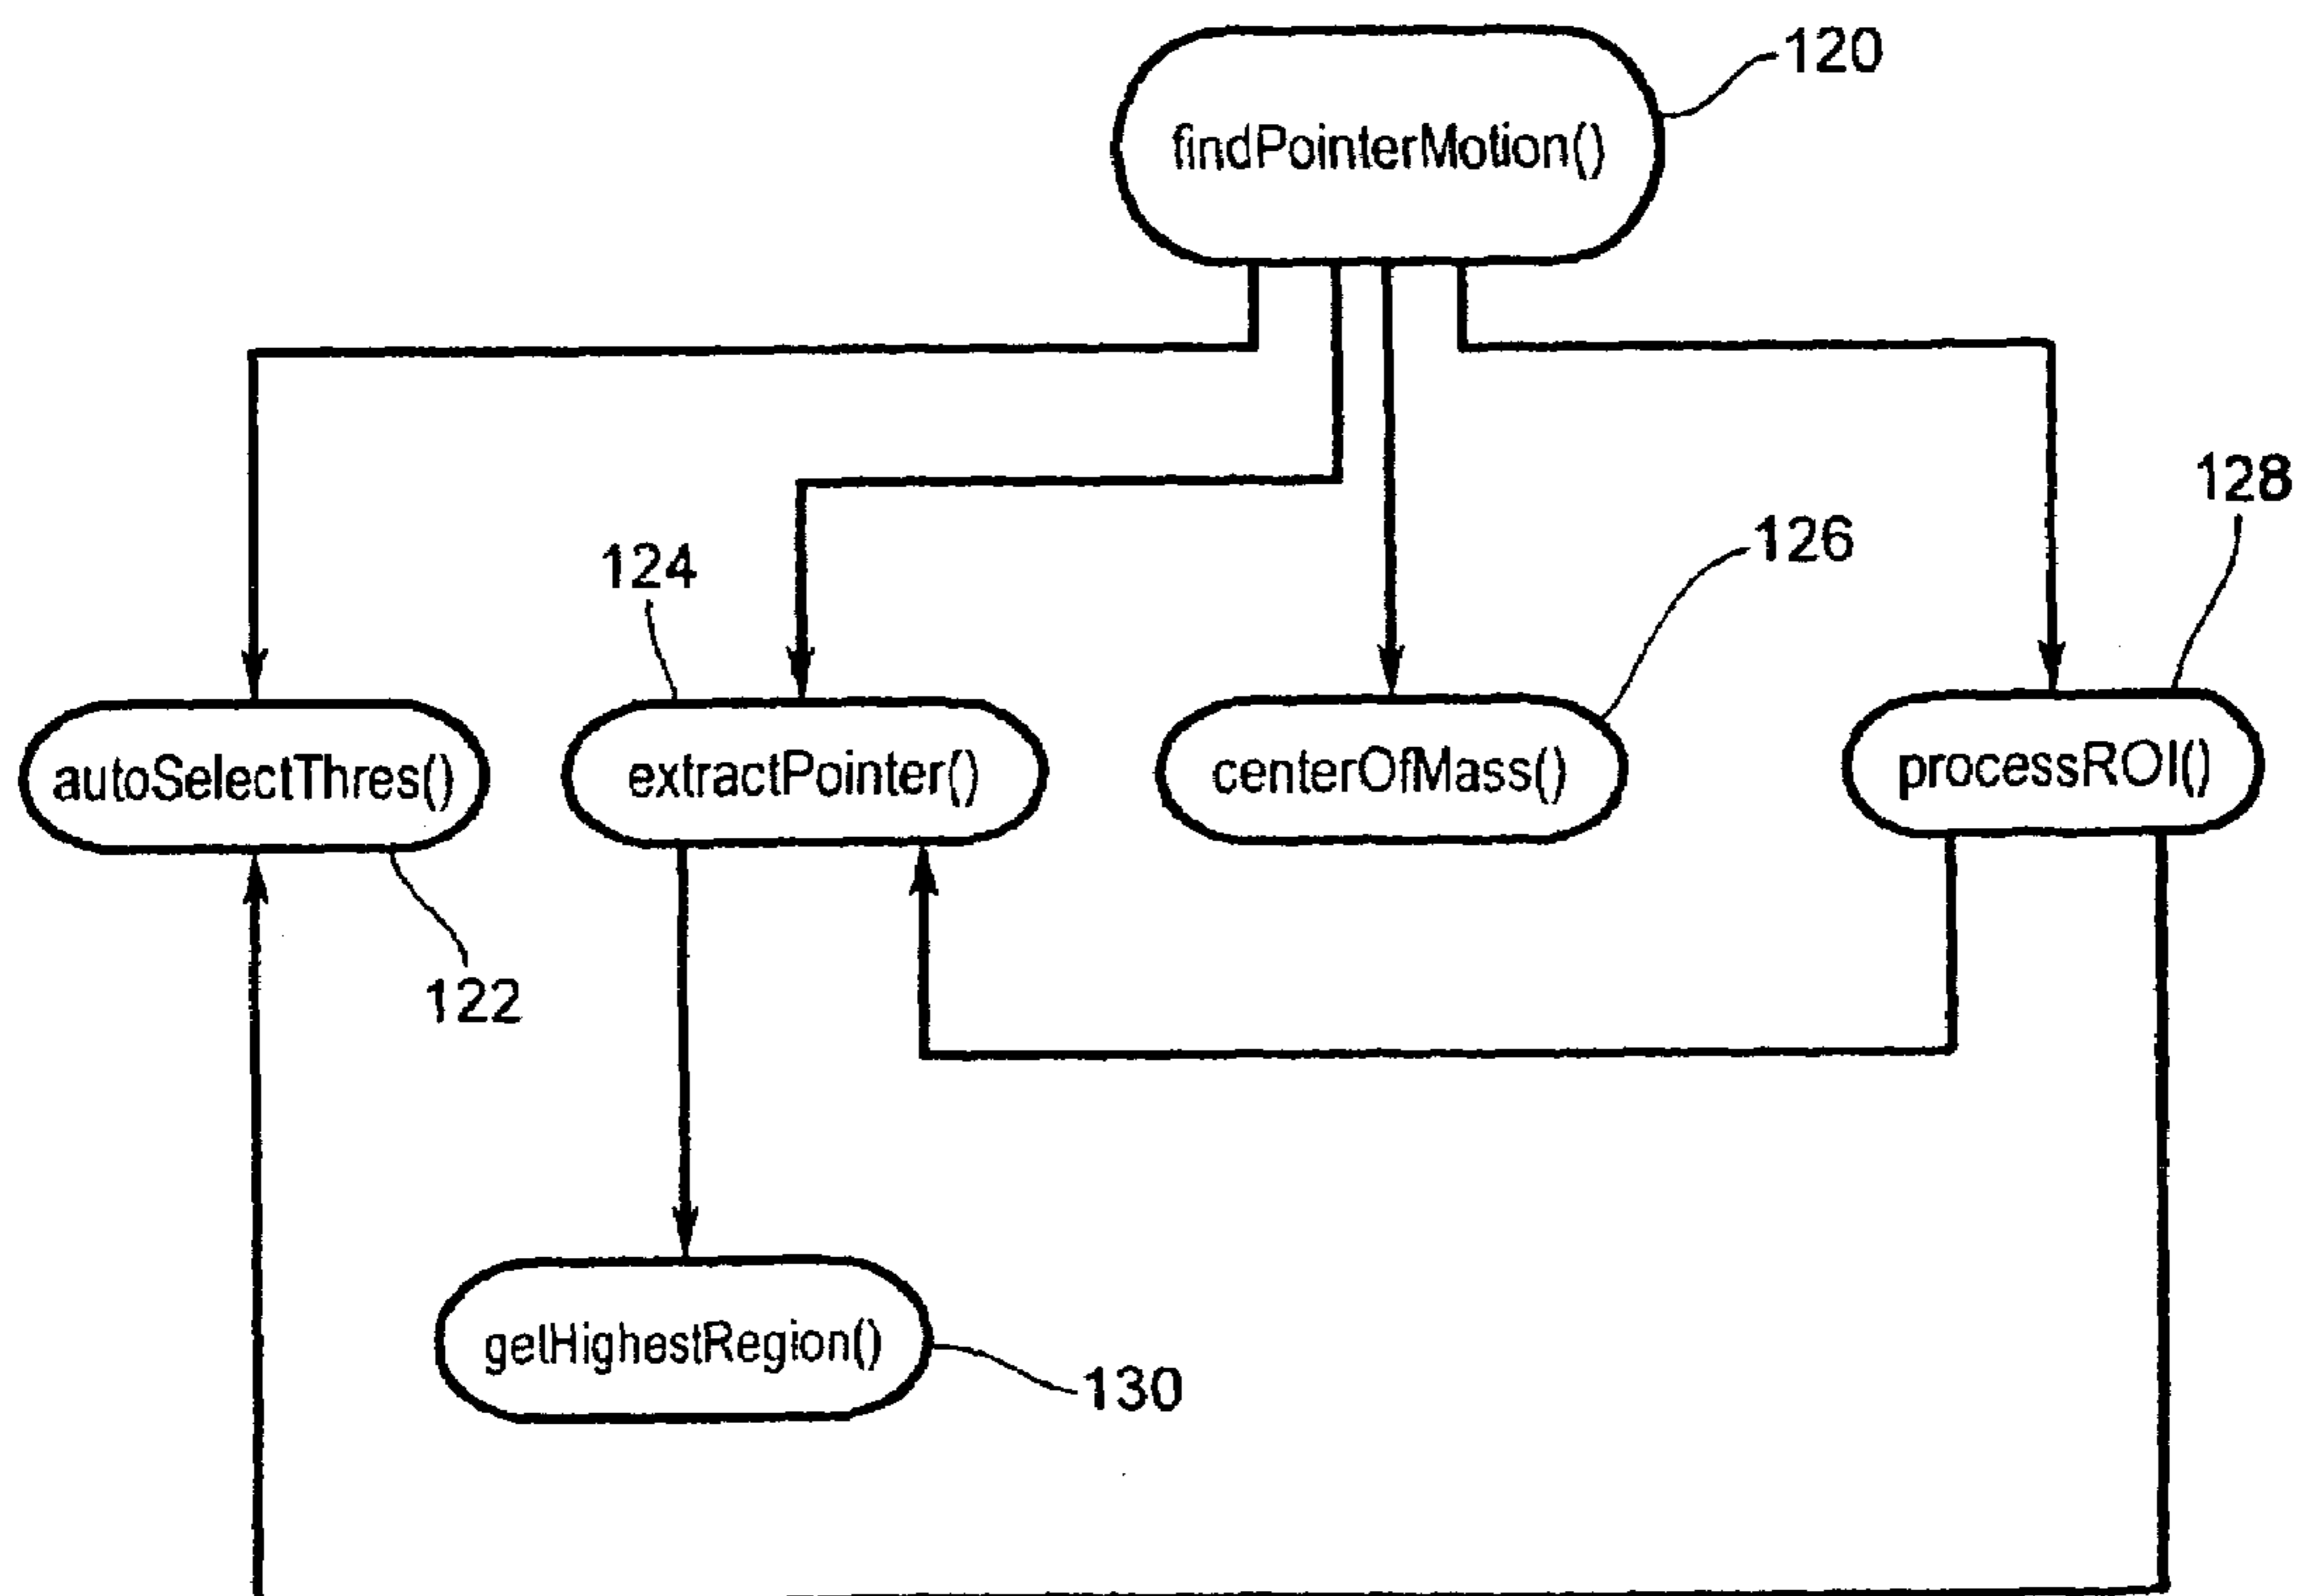 120
findPointerMotion()
128
126
124
autoSelectThres()
extractPointer()
centerOfMass()
processROI()
122
getHighestRegion()
130